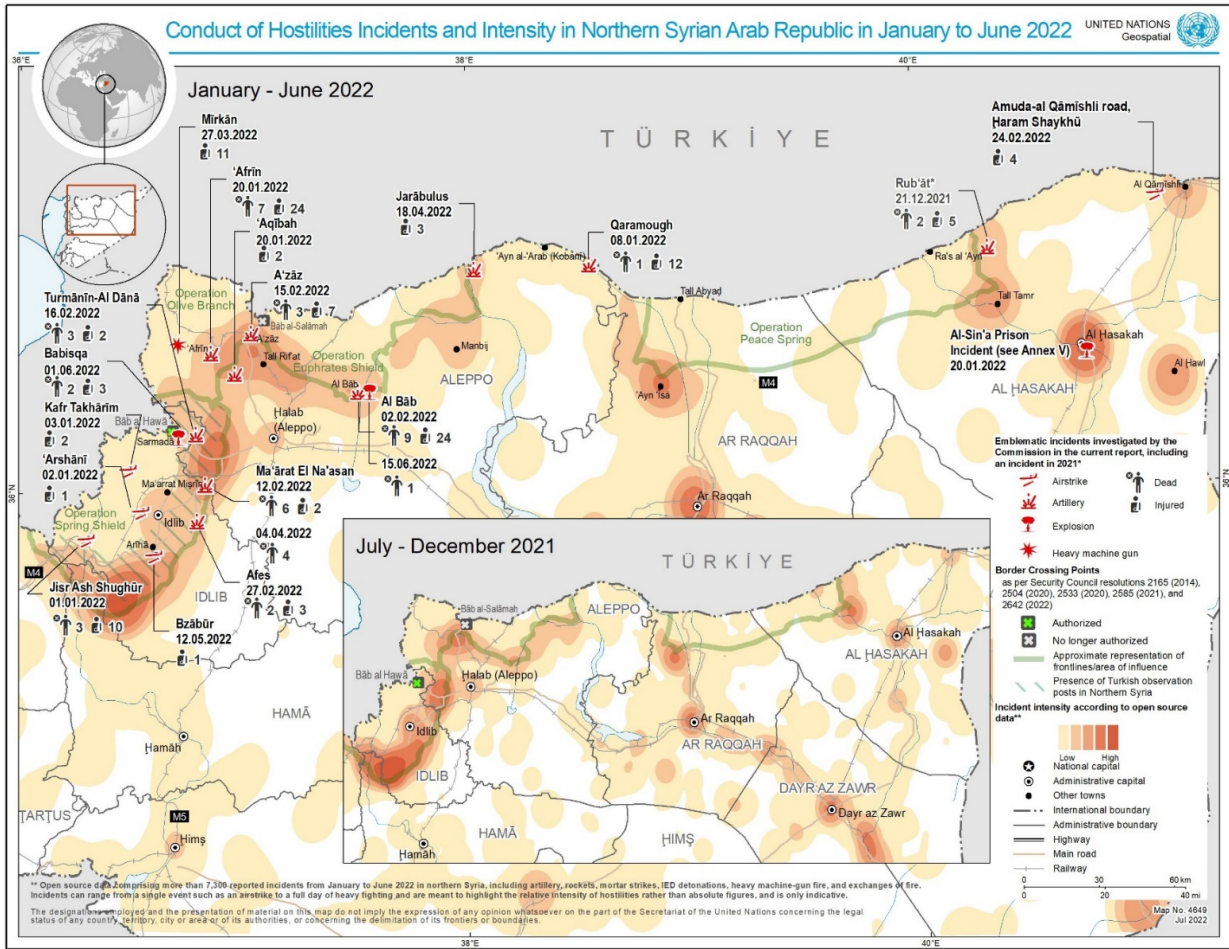 Conduct of Hostilities Incidents and Intensity in Northern Syrian Arab Republic in January to June 2022
UNITED NATIONS
Geospatial
36°E
38°E
40°E
January - June 2022
TÜRKİYE
Mīrkān
27.03.2022
11
'Afrīn
20.01.2022
7 24
'Aqībah
20.01.2022
2
A'zāz
15.02.2022
3 7
Bāb al-Salāmah
Jarābulus
18.04.2022
3
Qaramough
08.01.2022
1 12
Rub'āt*
21.12.2021
2 5
Amuda-al Qāmishli road,
Ḩaram Shaykhū
24.02.2022
4
Al Qāmishli
'Ayn al-'Arab (Kobani)
Ra's al 'Ayn
Tall Abyaḑ
Tall Tamr
Turmānīn-Al Dānā
16.02.2022
3 2
Operation
Olive Branch
'Afrīn
A'zāz
Tall Rif'at
Operation
Euphrates Shield
Manbij
Operation
Peace Spring
Al-Sin'a Prison
Incident (see Annex V)
20.01.2022
Al Ḩasakah
Al Ḩawl
AL ḨASAKAH
Babisqa
01.06.2022
2 3
Al Bāb
ALEPPO
'Ayn 'Īsá
M4
Kafr Takhārīm
03.01.2022
2
Bāb al Hawá
Sarmadā
Ḩalab
(Aleppo)
Al Bāb
02.02.2022
9 24
15.06.2022
1
AR RAQQAH
'Arshānī
02.01.2022
1
Ma'arrat Mişrīn
Ma'ārat El Na'asan
12.02.2022
6 2
04.04.2022
4
Ar Raqqah
36°N
36°N
Operation
Spring Shield
Idlib
Arīḩā
M4
IDLIB
Jisr Ash Shughūr
01.01.2022
3 10
Bzābūr
12.05.2022
1
Afes
27.02.2022
2 3
HAMĀ
Ḩamāh
TARŢUS
M5
Ḩimş
July - December 2021
TÜRKİYE
Bāb al-Salāmah
ALEPPO
Al Ḩasakah
AL ḨASAKAH
Bāb al Hawá
Ḩalab (Aleppo)
Idlib
Ar Raqqah
AR RAQQAH
IDLIB
DAYR AZ ZAWR
Dayr az Zawr
HAMĀ
ḨIMŞ
Ḩamāh
Emblematic incidents investigated by the
Commission in the current report, including
an incident in 2021*
Airstrike
Dead
Artillery
Injured
Explosion
Heavy machine gun
Border Crossing Points
as per Security Council resolutions 2165 (2014),
2504 (2020), 2533 (2020), 2585 (2021), and
2642 (2022)
Authorized
No longer authorized
Approximate representation of
frontlines/area of influence
Presence of Turkish observation
posts in Northern Syria
Incident intensity according to open source
data**
Low High
National capital
Administrative capital
Other towns
International boundary
Administrative boundary
Highway
Main road
Railway
0 30 60 km
0 20 40 mi
Map No. 4649
Jul 2022
** Open source data comprising more than 7,300 reported incidents from January to June 2022 in northern Syria, including artillery, rockets, mortar strikes, IED detonations, heavy machine-gun fire, and exchanges of fire.
Incidents can range from a single event such as an airstrike to a full day of heavy fighting and are meant to highlight the relative intensity of hostilities rather than absolute figures, and is only indicative.
The designations employed and the presentation of material on this map do not imply the expression of any opinion whatsoever on the part of the Secretariat of the United Nations concerning the legal
status of any country, territory, city or area or of its authorities, or concerning the delimitation of its frontiers or boundaries.
38°E
40°E